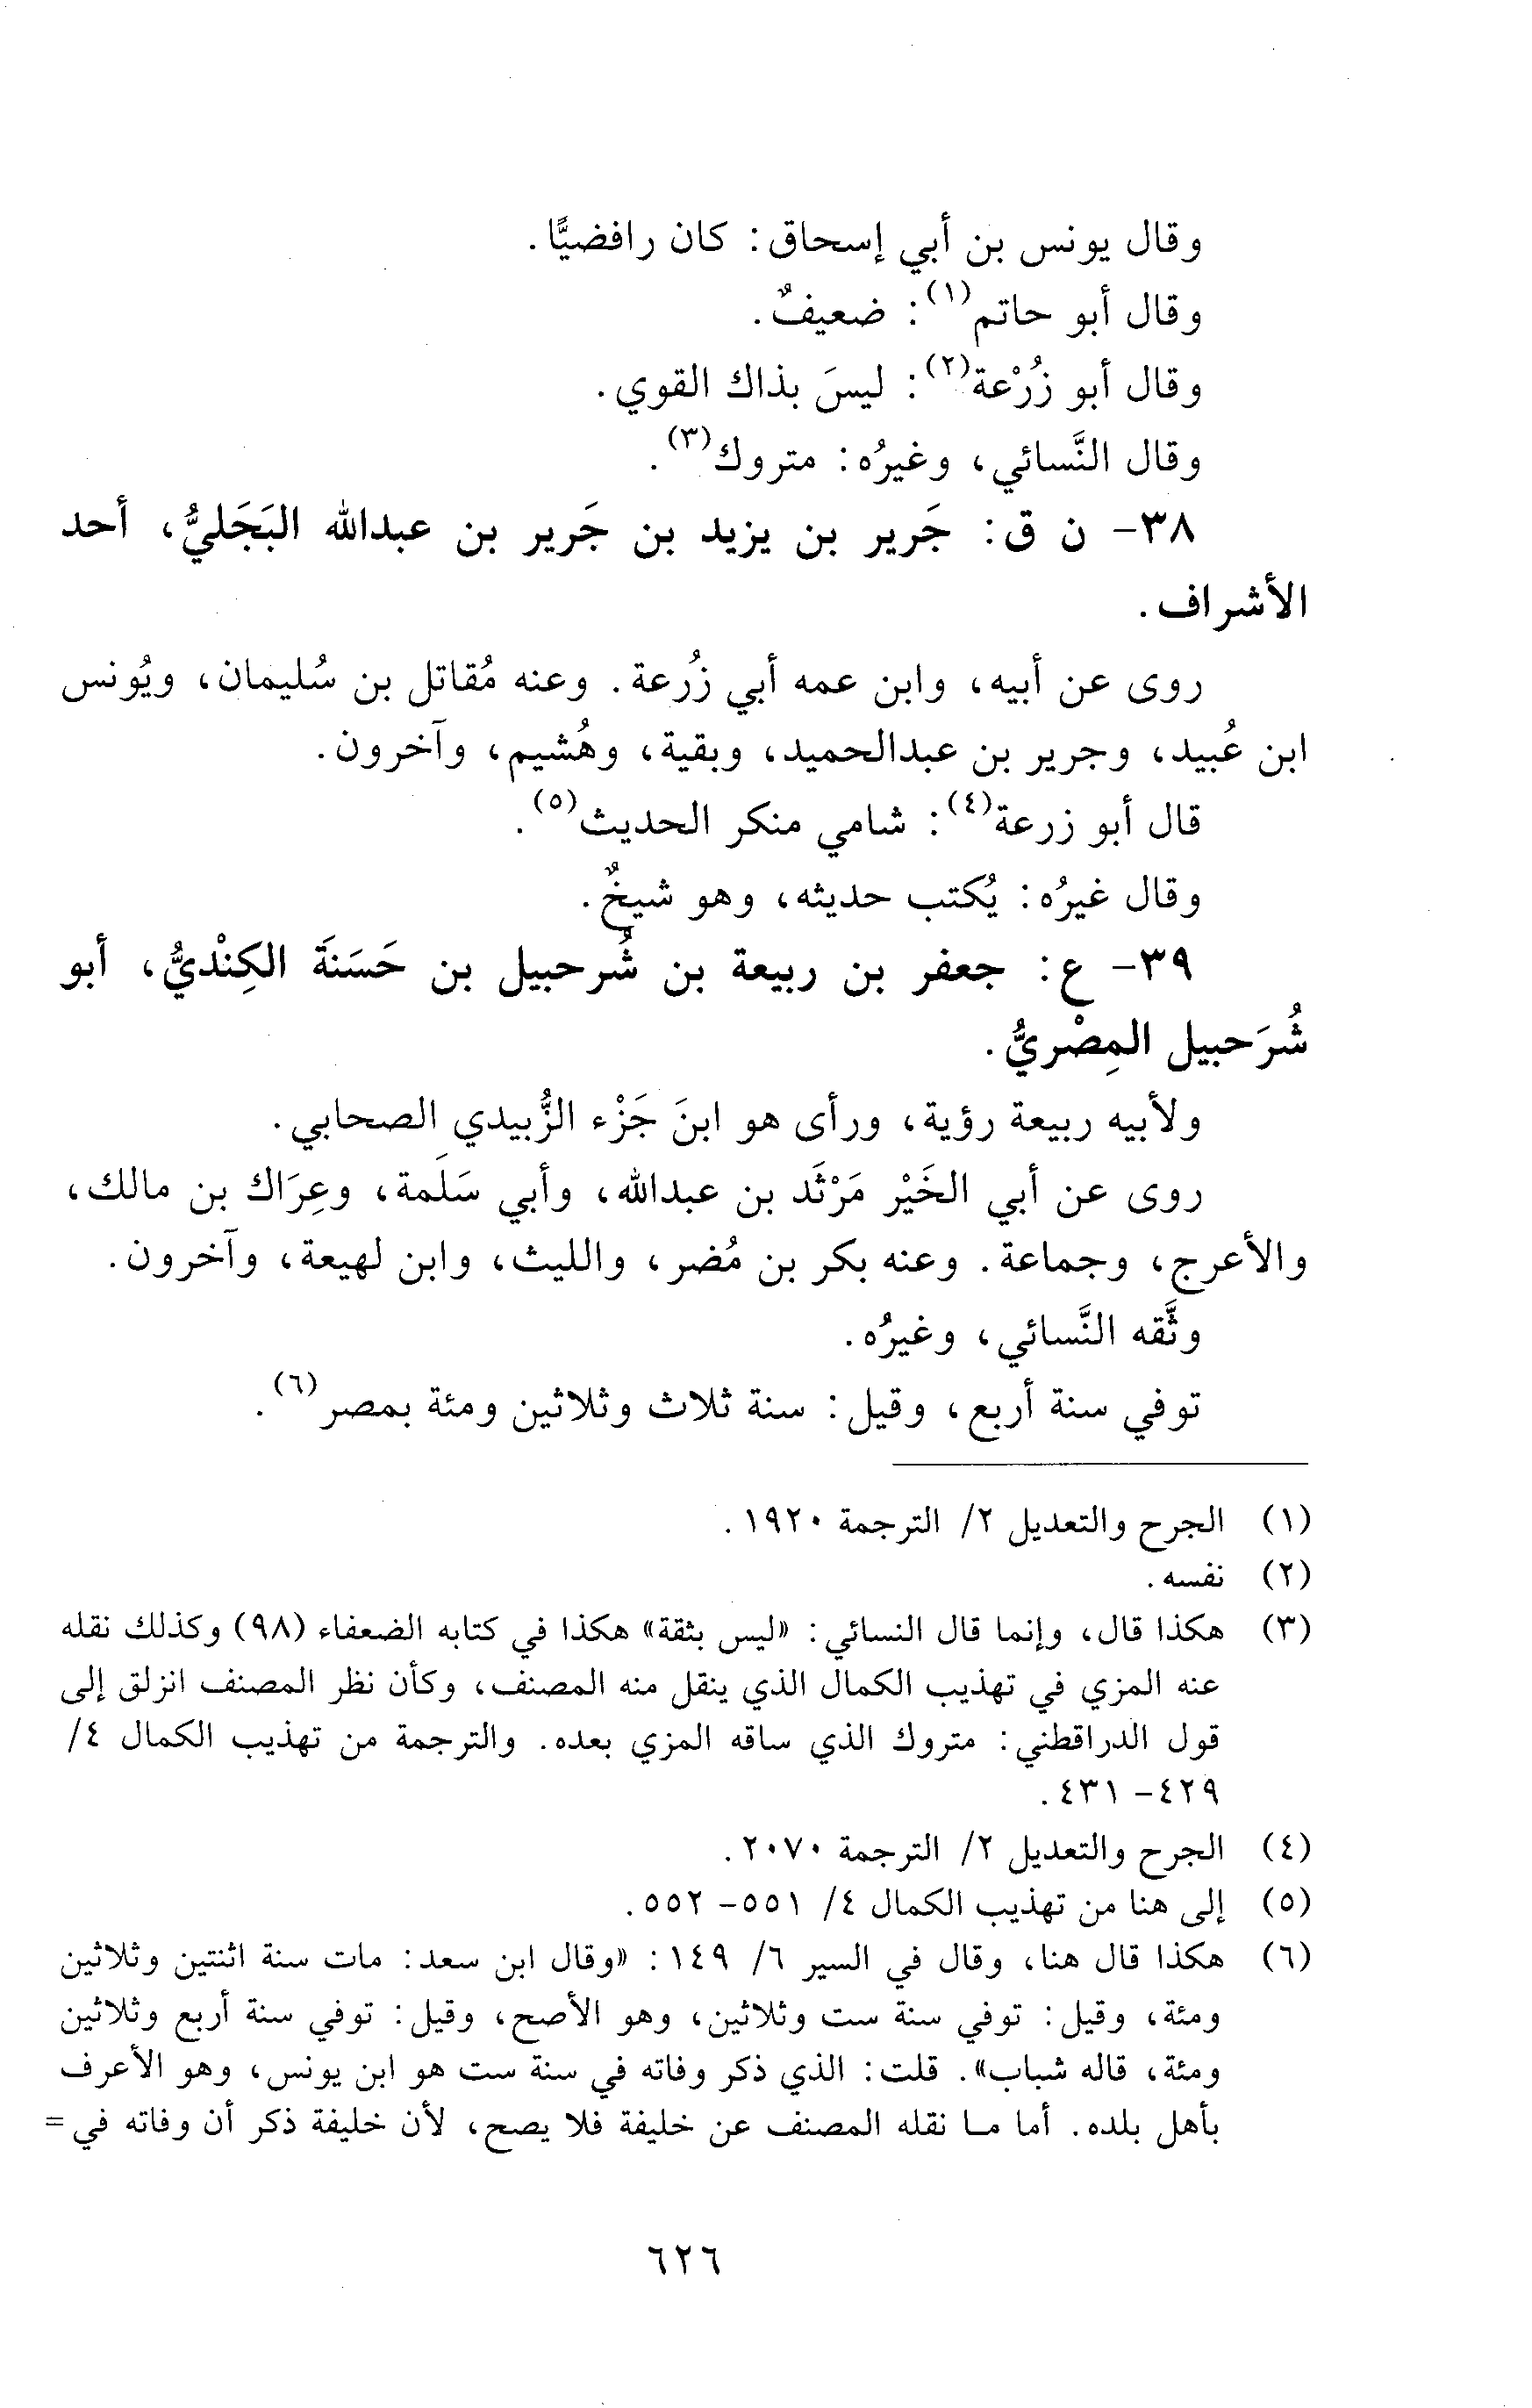 وقال يونس بن أبي إسحاق: كان رافضيًّا.
وقال أبو حاتم(١): ضعيفٌ.
وقال أبو زُرْعة(٢): ليسَ بذاك القوي.
وقال النَّسائي، وغيرُه: متروك(٣).
٣٨- ن ق: جَرير بن يزيد بن جَرير بن عبدالله البَجَليُّ، أحد
الأشراف.
روى عن أبيه، وابن عمه أبي زُرعة. وعنه مُقاتل بن سُليمان، ويُونس
ابن عُبيد، وجرير بن عبدالحميد، وبقية، وهُشيم، وآخرون.
قال أبو زرعة(٤): شامي منكر الحديث(٥).
وقال غيرُه: يُكتب حديثه، وهو شيخٌ.
٣٩- ع: جعفر بن ربيعة بن شُرحبيل بن حَسَنَة الكِنْديُّ، أبو
شُرَحبيل المِصْريُّ.
ولأبيه ربيعة رؤية، ورأى هو ابنَ جَزْء الزُّبيدي الصحابي.
روى عن أبي الخَيْر مَرْثَد بن عبدالله، وأبي سَلَمة، وعِرَاك بن مالك،
والأعرج، وجماعة. وعنه بكر بن مُضر، والليث، وابن لهيعة، وآخرون.
وثَّقه النَّسائي، وغيرُه.
توفي سنة أربع، وقيل: سنة ثلاث وثلاثين ومئة بمصر(٦).
(١) الجرح والتعديل ٢/ الترجمة ١٩٢٠.
(٢) نفسه.
(٣) هكذا قال، وإنما قال النسائي: «ليس بثقة» هكذا في كتابه الضعفاء (٩٨) وكذلك نقله
عنه المزي في تهذيب الكمال الذي ينقل منه المصنف، وكأن نظر المصنف انزلق إلى
قول الدراقطني: متروك الذي ساقه المزي بعده. والترجمة من تهذيب الكمال ٤/
٤٢٩- ٤٣١.
(٤) الجرح والتعديل ٢/ الترجمة ٢٠٧٠.
(٥) إلى هنا من تهذيب الكمال ٤/ ٥٥١- ٥٥٢.
(٦) هكذا قال هنا، وقال في السير ٦/ ١٤٩: «وقال ابن سعد: مات سنة اثنتين وثلاثين
ومئة، وقيل: توفي سنة ست وثلاثين، وهو الأصح، وقيل: توفي سنة أربع وثلاثين
ومئة، قاله شباب». قلت: الذي ذكر وفاته في سنة ست هو ابن يونس، وهو الأعرف
بأهل بلده. أما ما نقله المصنف عن خليفة فلا يصح، لأن خليفة ذكر أن وفاته في =
٦٢٦